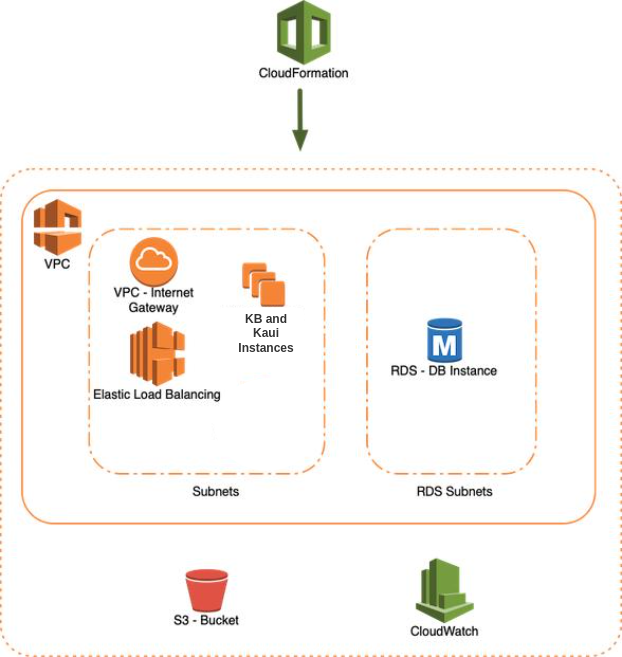 CloudFormation
VPC
VPC - Internet
Gateway
KB and
Kaui
Instances
Elastic Load Balancing
M
RDS - DB Instance
Subnets
RDS Subnets
S3 - Bucket
CloudWatch